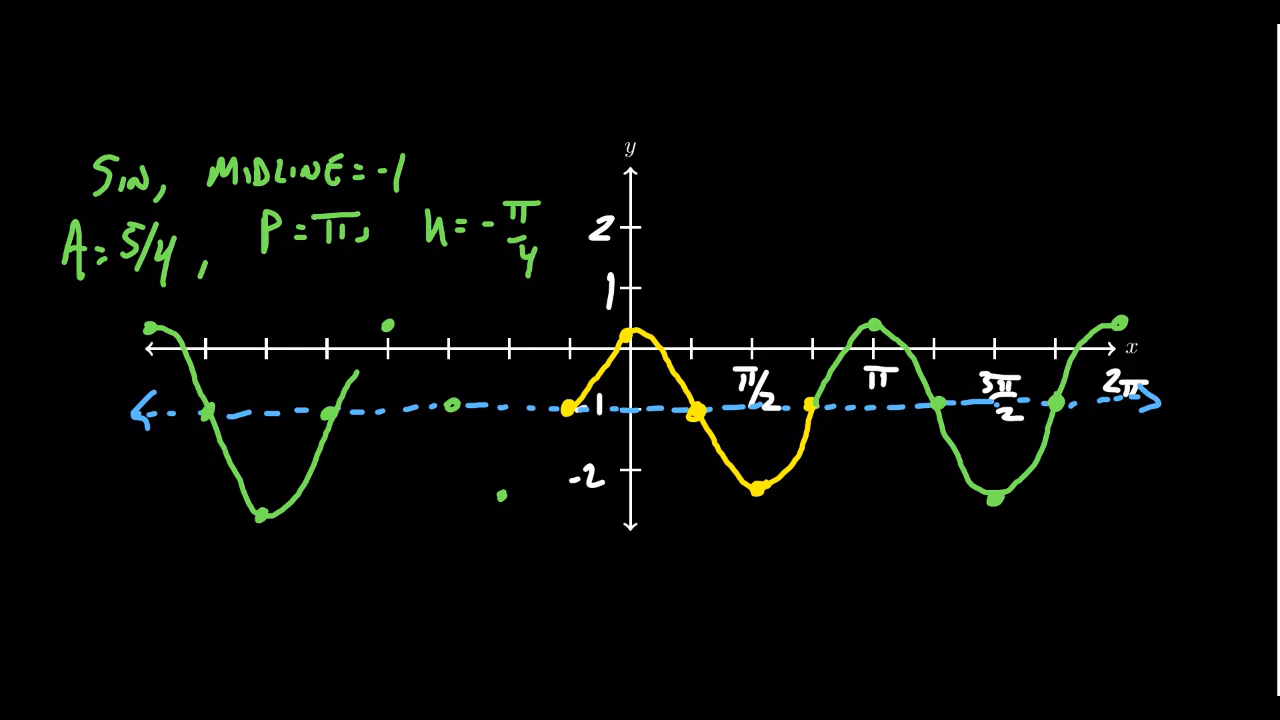 y
Sin, MIDLINE = -1
A = 5/4, P = π, h = -π/4
2
1
x
π/2 π 3π/2 2π
-1
-2